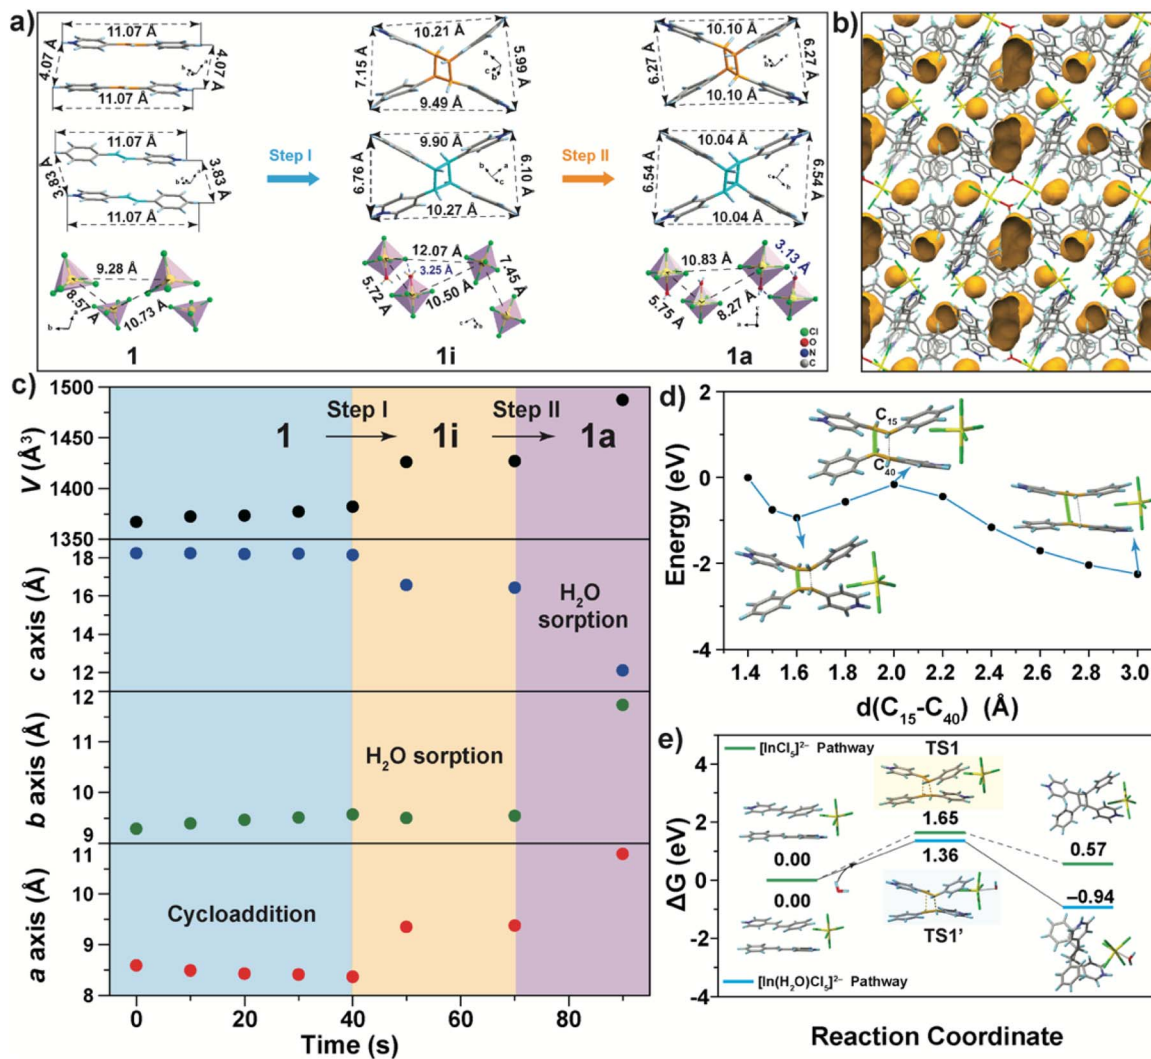 a)
11.07 Å
4.07 Å
4.07 Å
11.07 Å
11.07 Å
3.83 Å
3.83 Å
11.07 Å
9.28 Å
8.57 Å
10.73 Å
1
Step I
10.21 Å
7.15 Å
5.99 Å
9.49 Å
9.90 Å
6.76 Å
6.10 Å
10.27 Å
12.07 Å
3.25 Å
7.45 Å
5.72 Å
10.50 Å
1i
Step II
10.10 Å
6.27 Å
6.27 Å
10.10 Å
10.04 Å
6.54 Å
6.54 Å
10.04 Å
10.83 Å
3.13 Å
5.75 Å
8.27 Å
1a
Cl
O
N
C
b)
c)
V (Å³)
1500
1450
1400
1350
1
Step I
1i
Step II
1a
c axis (Å)
18
16
12
H₂O
sorption
b axis (Å)
12
11
10
9
H₂O sorption
a axis (Å)
11
10
9
8
Cycloaddition
0 20 40 60 80
Time (s)
d)
Energy (eV)
2
0
-2
-4
C₁₅
C₄₀
1.4 1.6 1.8 2.0 2.2 2.4 2.6 2.8 3.0
d(C₁₅-C₄₀) (Å)
e)
ΔG (eV)
4
2
0
-2
-4
[InCl₅]²⁻ Pathway
TS1
1.65
0.57
0.00
0.00
1.36
−0.94
TS1’
[In(H₂O)Cl₅]²⁻ Pathway
Reaction Coordinate